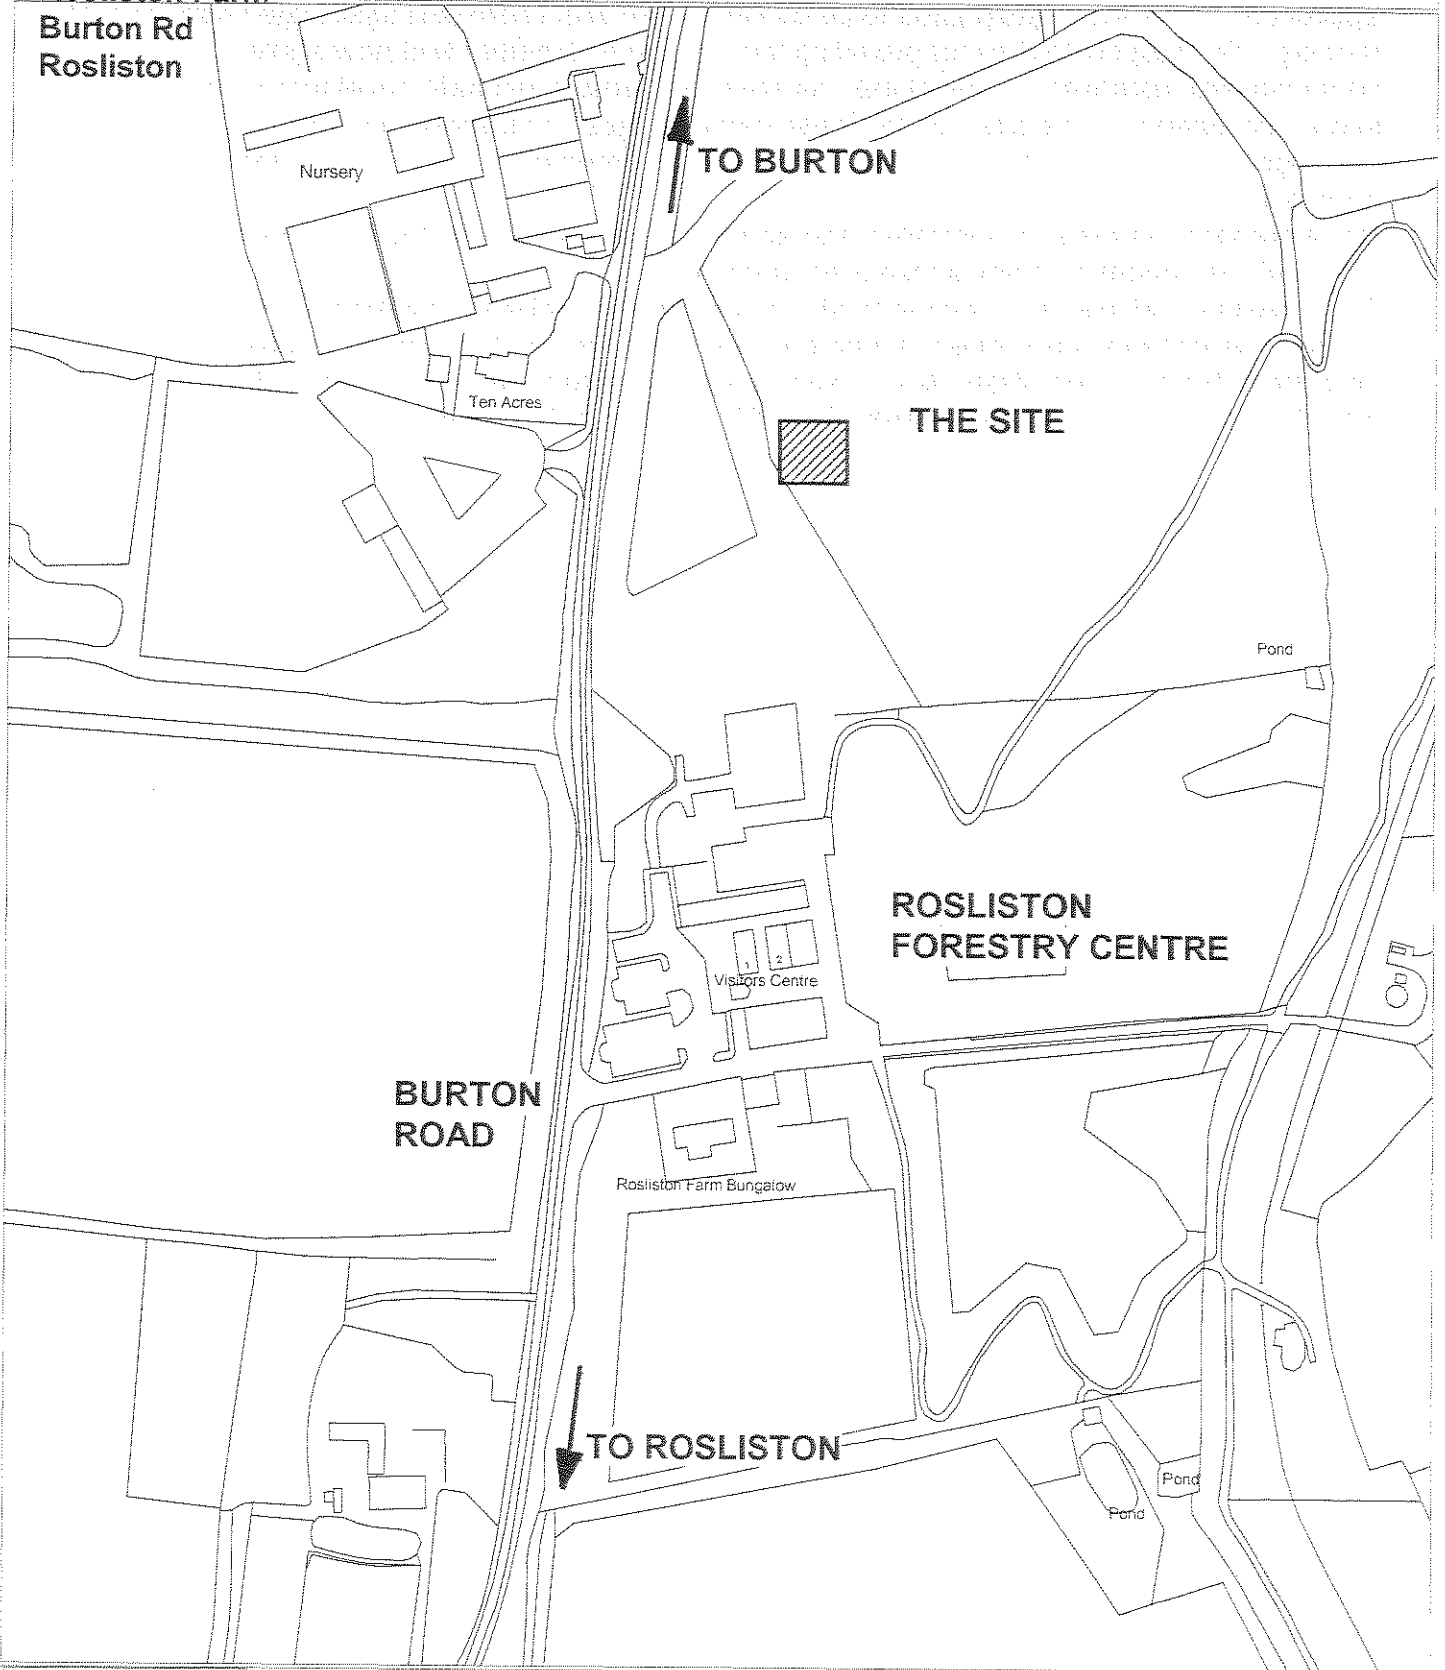 Burton Rd
Rosliston
Nursery
TO BURTON
Ten Acres
THE SITE
Pond
ROSLISTON
FORESTRY CENTRE
1
2
Visitors Centre
BURTON
ROAD
Rosliston Farm Bungalow
TO ROSLISTON
Pond
Pond